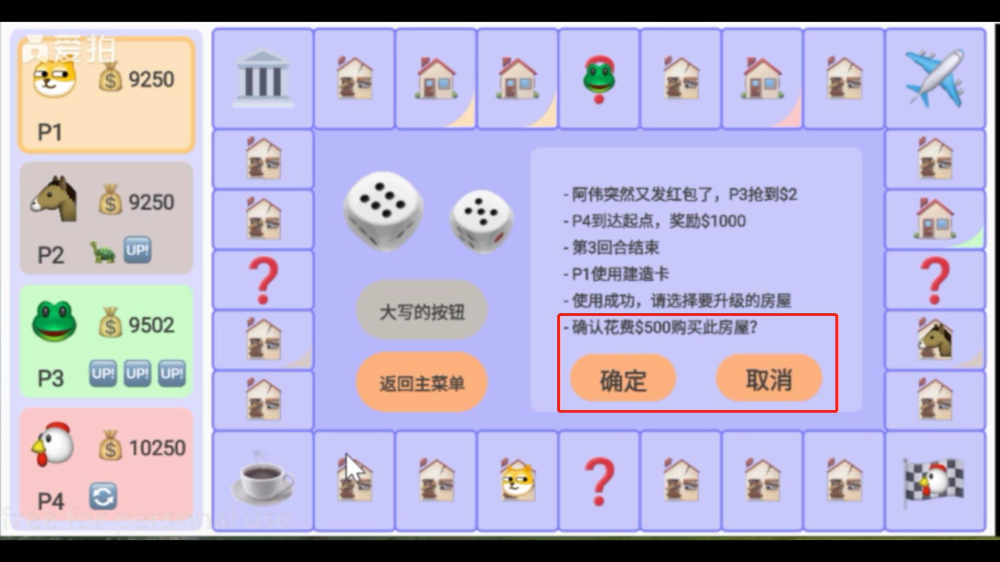 爱拍
9250
P1
9250
P2
UP!
9502
P3
UP! UP! UP!
10250
P4
大写的按钮
返回主菜单
- 阿伟突然又发红包了，P3抢到$2
- P4到达起点，奖励$1000
- 第3回合结束
- P1使用建造卡
- 使用成功，请选择要升级的房屋
- 确认花费$500购买此房屋？
确定 取消
free for personal use